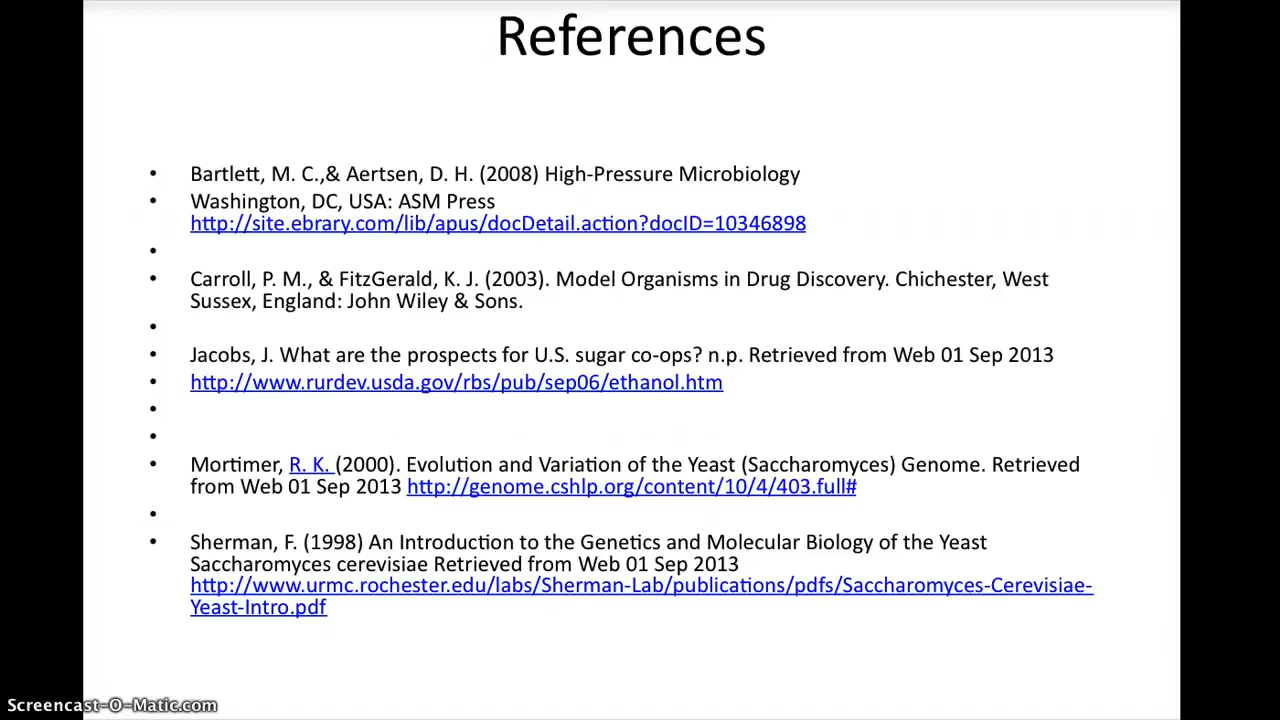 References
• Bartlett, M. C.,& Aertsen, D. H. (2008) High-Pressure Microbiology
• Washington, DC, USA: ASM Press
http://site.ebrary.com/lib/apus/docDetail.action?docID=10346898
•
• Carroll, P. M., & FitzGerald, K. J. (2003). Model Organisms in Drug Discovery. Chichester, West
Sussex, England: John Wiley & Sons.
•
• Jacobs, J. What are the prospects for U.S. sugar co-ops? n.p. Retrieved from Web 01 Sep 2013
• http://www.rurdev.usda.gov/rbs/pub/sep06/ethanol.htm
•
•
• Mortimer, R. K. (2000). Evolution and Variation of the Yeast (Saccharomyces) Genome. Retrieved
from Web 01 Sep 2013 http://genome.cshlp.org/content/10/4/403.full#
•
• Sherman, F. (1998) An Introduction to the Genetics and Molecular Biology of the Yeast
Saccharomyces cerevisiae Retrieved from Web 01 Sep 2013
http://www.urmc.rochester.edu/labs/Sherman-Lab/publications/pdfs/Saccharomyces-Cerevisiae-
Yeast-Intro.pdf
Screencast-O-Matic.com